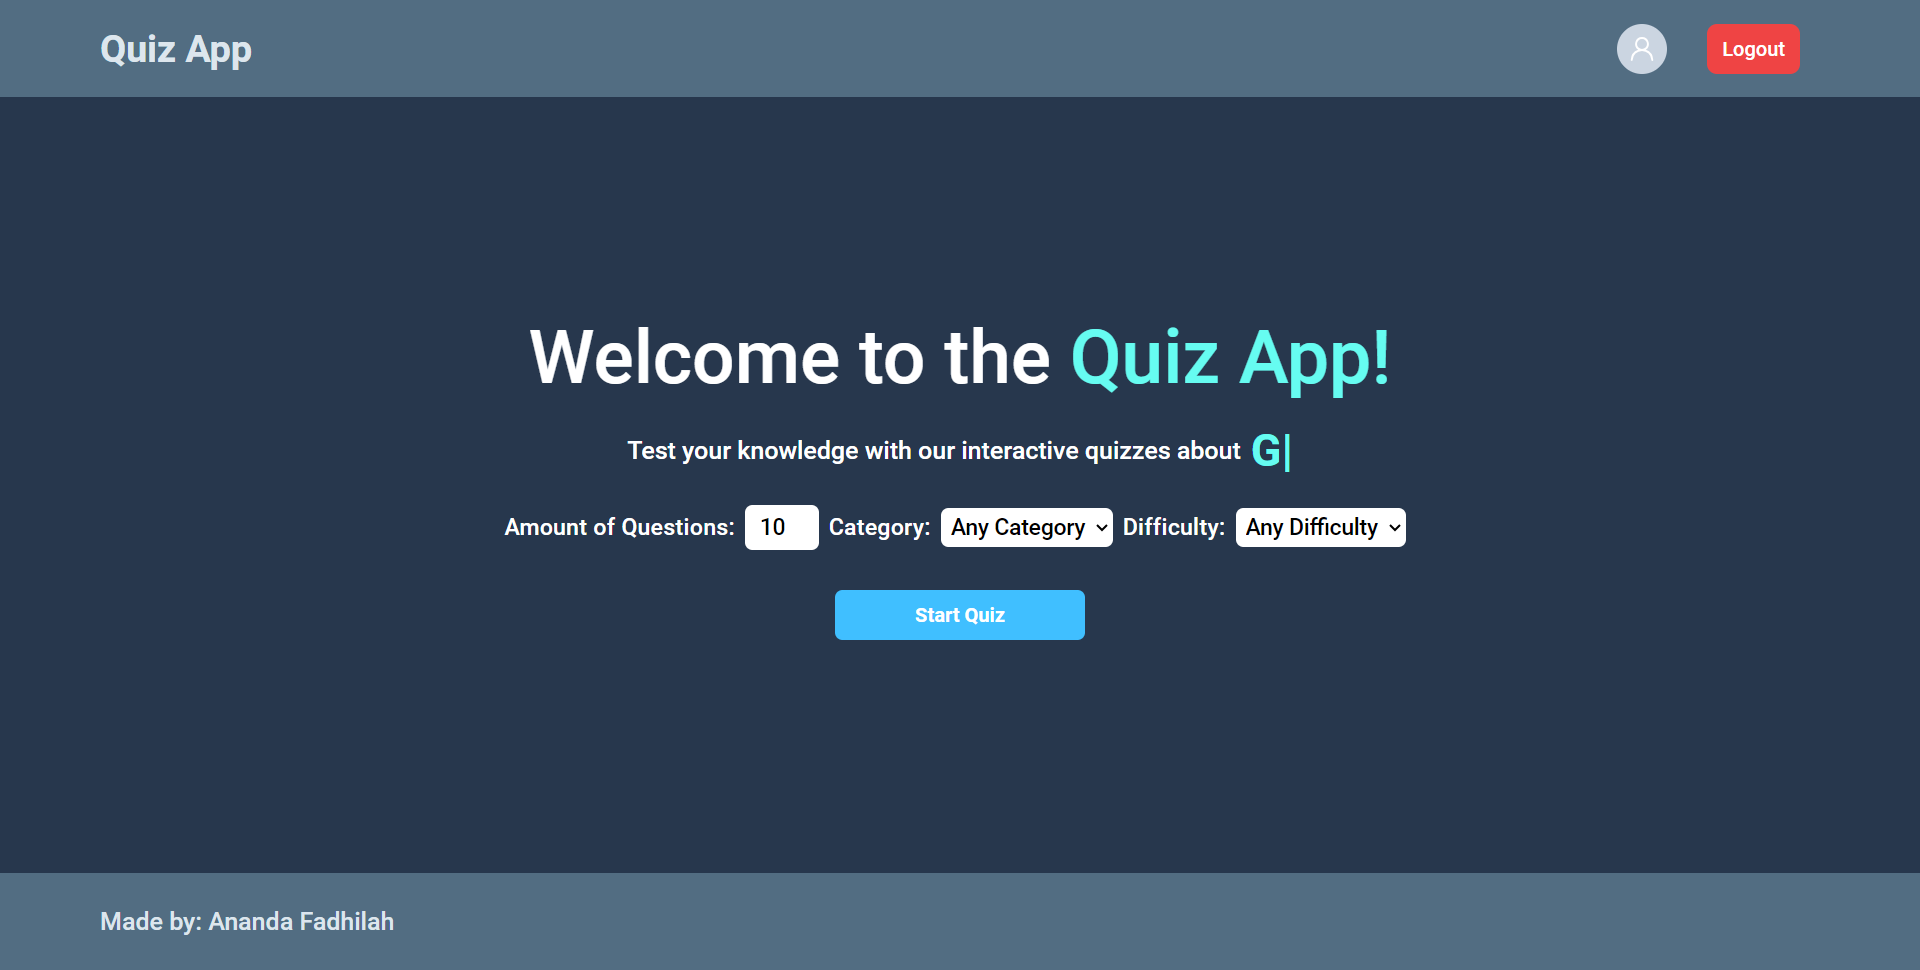 Quiz App
Logout
Welcome to the Quiz App!
Test your knowledge with our interactive quizzes about G|
Amount of Questions: 10 Category: Any Category Difficulty: Any Difficulty
Start Quiz
Made by: Ananda Fadhilah